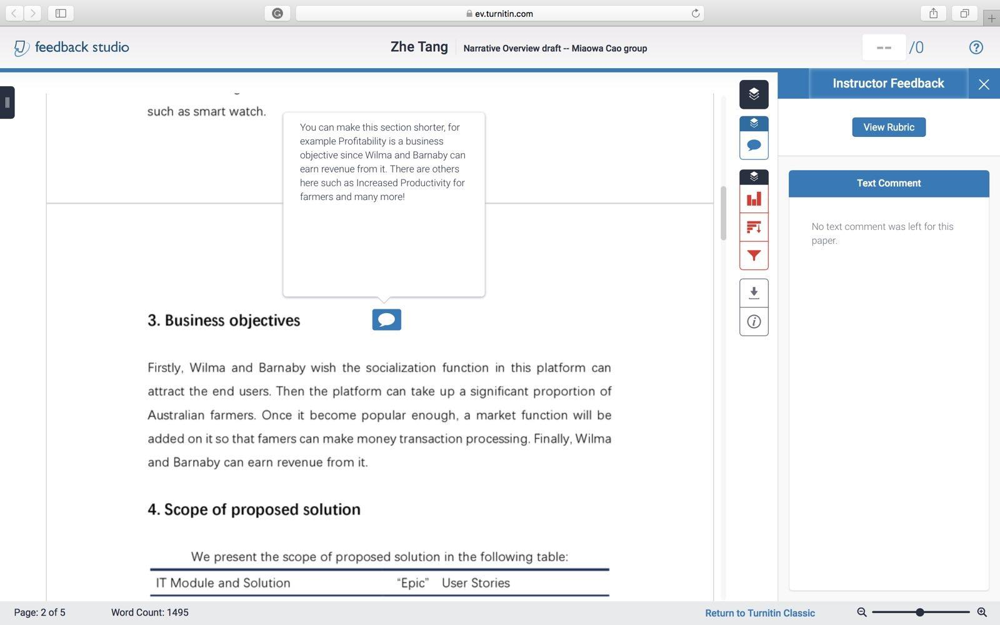 ev.turnitin.com
feedback studio
Zhe Tang
Narrative Overview draft -- Miaowa Cao group
-- /0
Instructor Feedback
View Rubric
Text Comment
No text comment was left for this
paper.
such as smart watch.
You can make this section shorter, for
example Profitability is a business
objective since Wilma and Barnaby can
earn revenue from it. There are others
here such as Increased Productivity for
farmers and many more!
3. Business objectives
Firstly, Wilma and Barnaby wish the socialization function in this platform can
attract the end users. Then the platform can take up a significant proportion of
Australian farmers. Once it become popular enough, a market function will be
added on it so that famers can make money transaction processing. Finally, Wilma
and Barnaby can earn revenue from it.
4. Scope of proposed solution
We present the scope of proposed solution in the following table:
IT Module and Solution “Epic” User Stories
Page: 2 of 5 Word Count: 1495 Return to Turnitin Classic